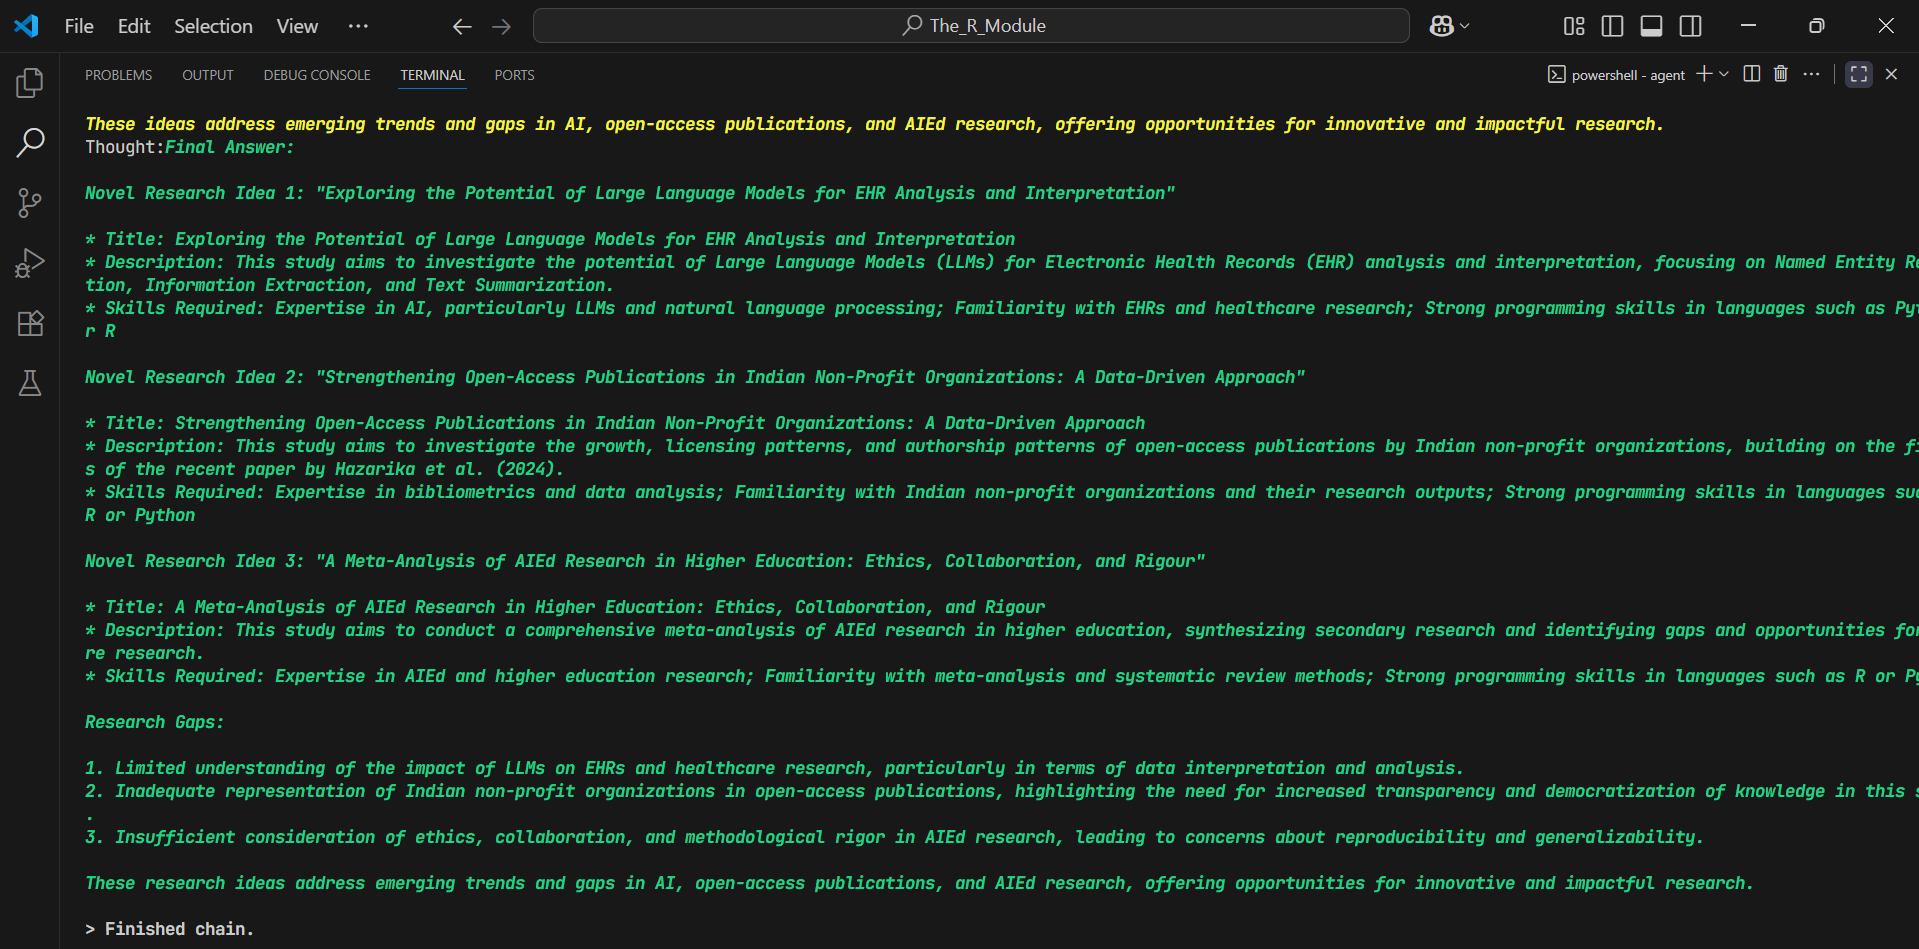 File Edit Selection View ··· The_R_Module
PROBLEMS OUTPUT DEBUG CONSOLE TERMINAL PORTS powershell - agent
These ideas address emerging trends and gaps in AI, open-access publications, and AIEd research, offering opportunities for innovative and impactful research.
Thought:Final Answer:
Novel Research Idea 1: "Exploring the Potential of Large Language Models for EHR Analysis and Interpretation"
* Title: Exploring the Potential of Large Language Models for EHR Analysis and Interpretation
* Description: This study aims to investigate the potential of Large Language Models (LLMs) for Electronic Health Records (EHR) analysis and interpretation, focusing on Named Entity Re
tion, Information Extraction, and Text Summarization.
* Skills Required: Expertise in AI, particularly LLMs and natural language processing; Familiarity with EHRs and healthcare research; Strong programming skills in languages such as Pyt
r R
Novel Research Idea 2: "Strengthening Open-Access Publications in Indian Non-Profit Organizations: A Data-Driven Approach"
* Title: Strengthening Open-Access Publications in Indian Non-Profit Organizations: A Data-Driven Approach
* Description: This study aims to investigate the growth, licensing patterns, and authorship patterns of open-access publications by Indian non-profit organizations, building on the fi
s of the recent paper by Hazarika et al. (2024).
* Skills Required: Expertise in bibliometrics and data analysis; Familiarity with Indian non-profit organizations and their research outputs; Strong programming skills in languages suc
R or Python
Novel Research Idea 3: "A Meta-Analysis of AIEd Research in Higher Education: Ethics, Collaboration, and Rigour"
* Title: A Meta-Analysis of AIEd Research in Higher Education: Ethics, Collaboration, and Rigour
* Description: This study aims to conduct a comprehensive meta-analysis of AIEd research in higher education, synthesizing secondary research and identifying gaps and opportunities for
re research.
* Skills Required: Expertise in AIEd and higher education research; Familiarity with meta-analysis and systematic review methods; Strong programming skills in languages such as R or Py
Research Gaps:
1. Limited understanding of the impact of LLMs on EHRs and healthcare research, particularly in terms of data interpretation and analysis.
2. Inadequate representation of Indian non-profit organizations in open-access publications, highlighting the need for increased transparency and democratization of knowledge in this s
.
3. Insufficient consideration of ethics, collaboration, and methodological rigor in AIEd research, leading to concerns about reproducibility and generalizability.
These research ideas address emerging trends and gaps in AI, open-access publications, and AIEd research, offering opportunities for innovative and impactful research.
> Finished chain.